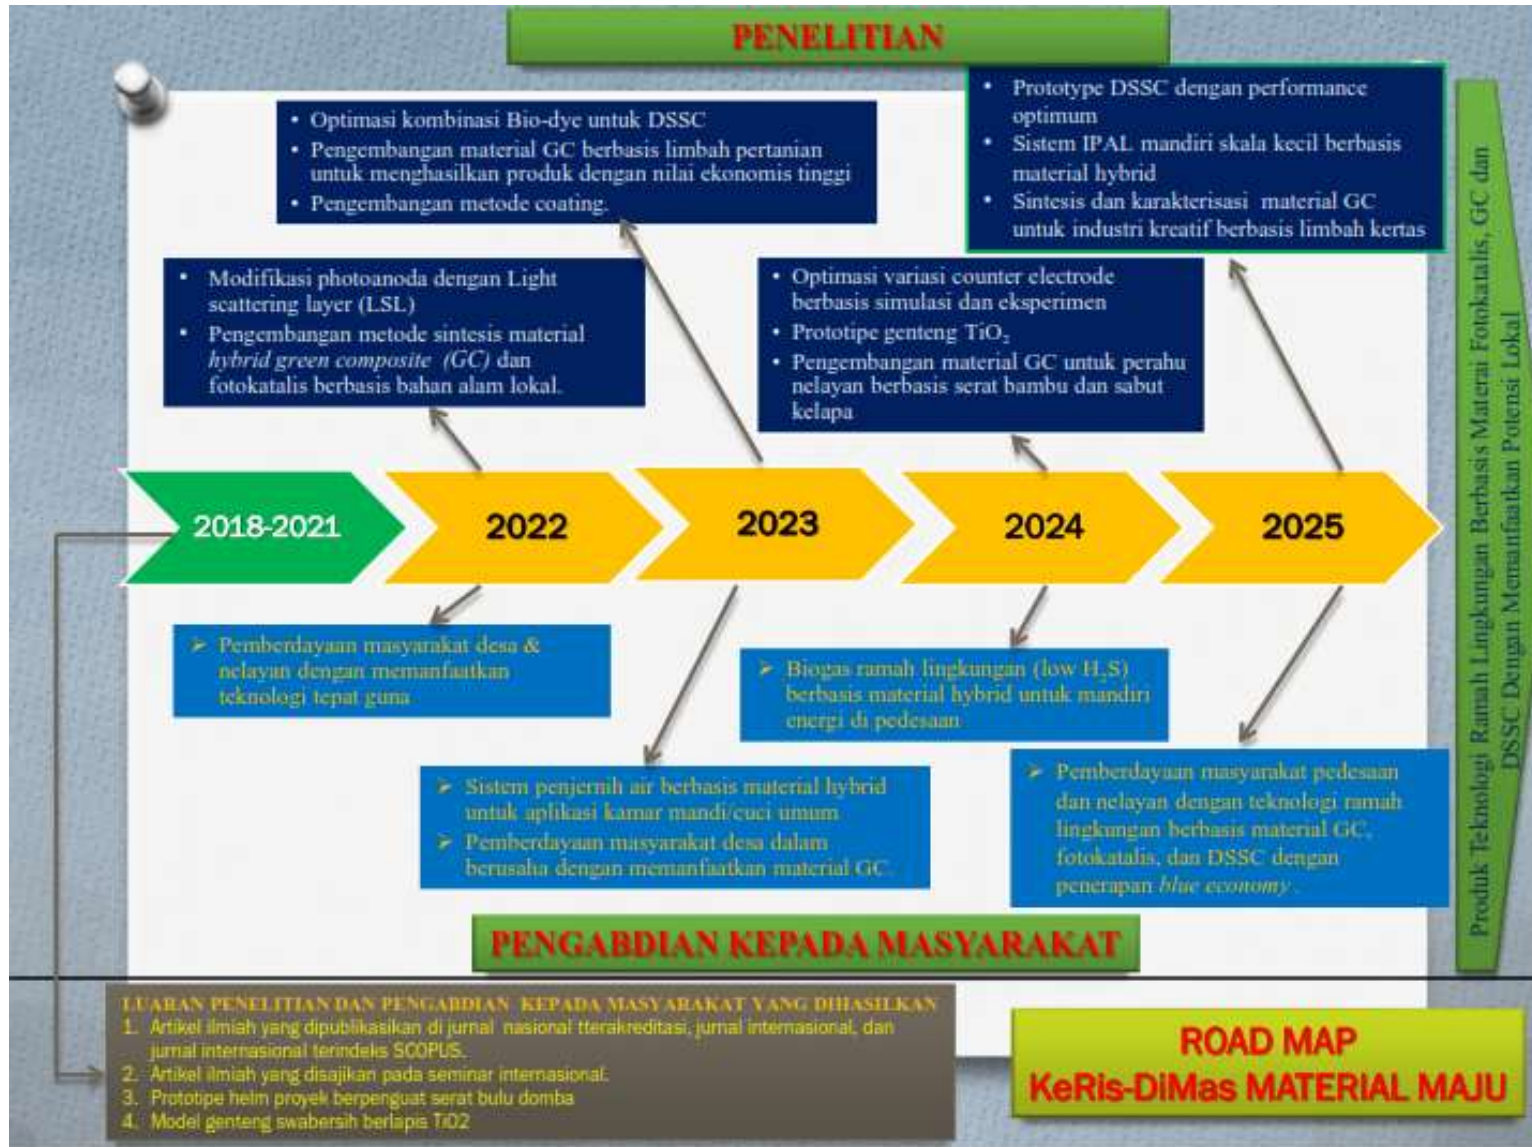 PENELITIAN
• Optimasi kombinasi Bio-dye untuk DSSC
• Pengembangan material GC berbasis limbah pertanian
untuk menghasilkan produk dengan nilai ekonomis tinggi
• Pengembangan metode coating.
• Prototype DSSC dengan performance
optimum
• Sistem IPAL mandiri skala kecil berbasis
material hybrid
• Sintesis dan karakterisasi material GC
untuk industri kreatif berbasis limbah kertas
• Modifikasi photoanoda dengan Light
scattering layer (LSL)
• Pengembangan metode sintesis material
hybrid green composite (GC) dan
fotokatalis berbasis bahan alam lokal.
• Optimasi variasi counter electrode
berbasis simulasi dan eksperimen
• Prototipe genteng TiO₂
• Pengembangan material GC untuk perahu
nelayan berbasis serat bambu dan sabut
kelapa
2018-2021
2022
2023
2024
2025
➢ Pemberdayaan masyarakat desa &
nelayan dengan memanfaatkan
teknologi tepat guna
➢ Sistem penjernih air berbasis material hybrid
untuk aplikasi kamar mandi/cuci umum
➢ Pemberdayaan masyarakat desa dalam
berusaha dengan memanfaatkan material GC.
➢ Biogas ramah lingkungan (low H₂S)
berbasis material hybrid untuk mandiri
energi di pedesaan
➢ Pemberdayaan masyarakat pedesaan
dan nelayan dengan teknologi ramah
lingkungan berbasis material GC,
fotokatalis, dan DSSC dengan
penerapan blue economy .
Produk Teknologi Ramah Lingkungan Berbasis Materai Fotokatalis, GC dan
DSSC Dengan Memanfaatkan Potensi Lokal
PENGABDIAN KEPADA MASYARAKAT
LUARAN PENELITIAN DAN PENGABDIAN KEPADA MASYARAKAT YANG DIHASILKAN
1. Artikel ilmiah yang dipublikasikan di jurnal nasional tterakreditasi, jurnal internasional, dan
jurnal internasional terindeks SCOPUS.
2. Artikel ilmiah yang disajikan pada seminar internasional.
3. Prototipe helm proyek berpenguat serat bulu domba
4. Model genteng swabersih berlapis TiO2
ROAD MAP
KeRis-DiMas MATERIAL MAJU